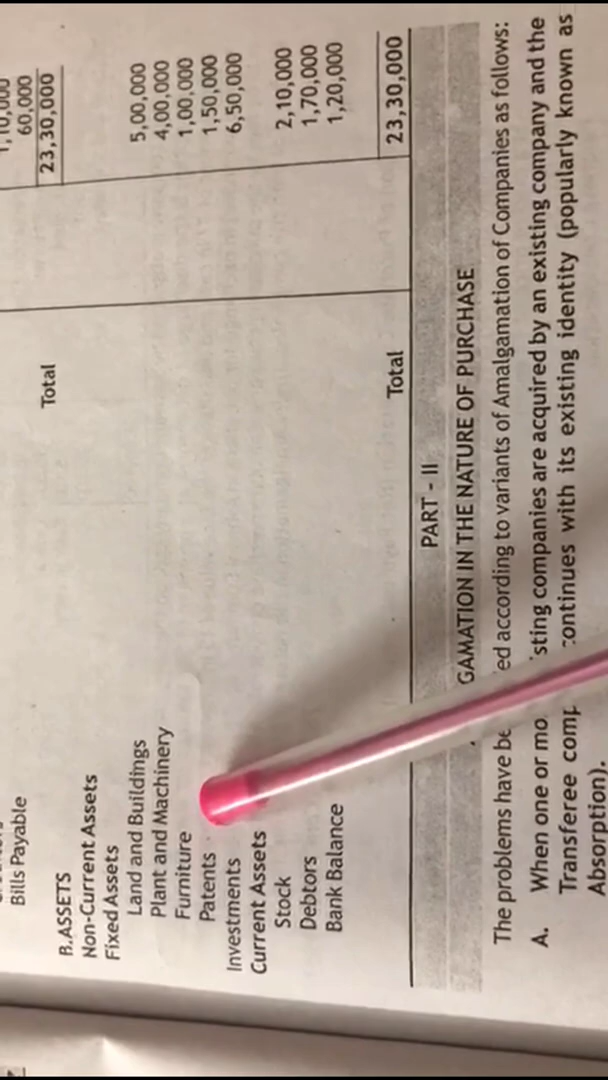 Bills Payable 60,000
Total 23,30,000
B.ASSETS
Non-Current Assets
Fixed Assets
Land and Buildings 5,00,000
Plant and Machinery 4,00,000
Furniture 1,00,000
Patents 1,50,000
Investments 6,50,000
Current Assets
Stock 2,10,000
Debtors 1,70,000
Bank Balance 1,20,000
Total 23,30,000
PART - II
GAMATION IN THE NATURE OF PURCHASE
The problems have be ed according to variants of Amalgamation of Companies as follows:
A. When one or mo sting companies are acquired by an existing company and the
Transferee comp continues with its existing identity (popularly known as
Absorption).